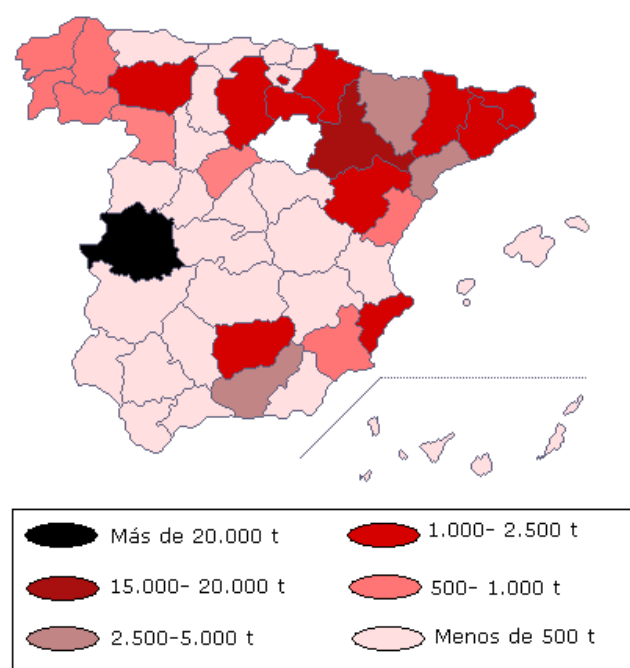 Más de 20.000 t
1.000- 2.500 t
15.000- 20.000 t
500- 1.000 t
2.500-5.000 t
Menos de 500 t